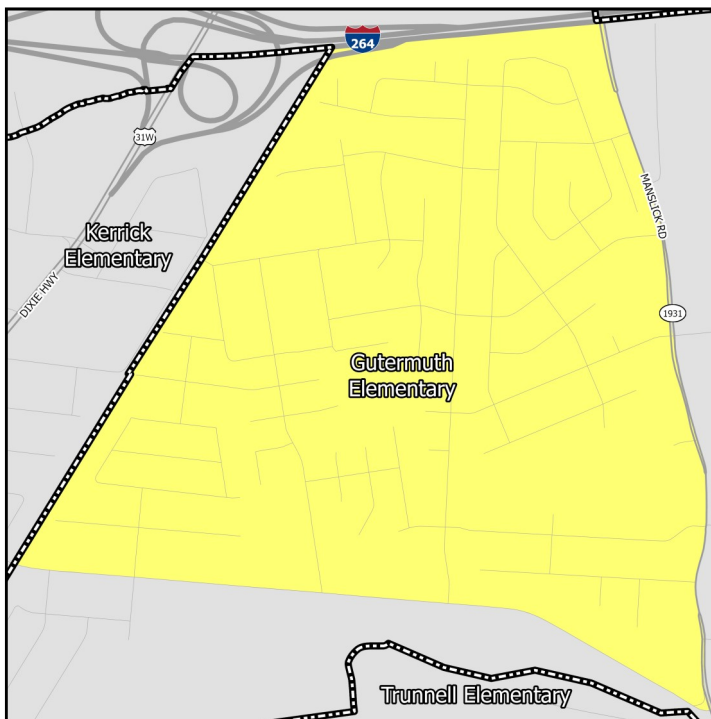 264
31W
Kerrick
Elementary
DIXIE HWY
MANSLICK RD
1931
Gutermuth
Elementary
Trunnell Elementary